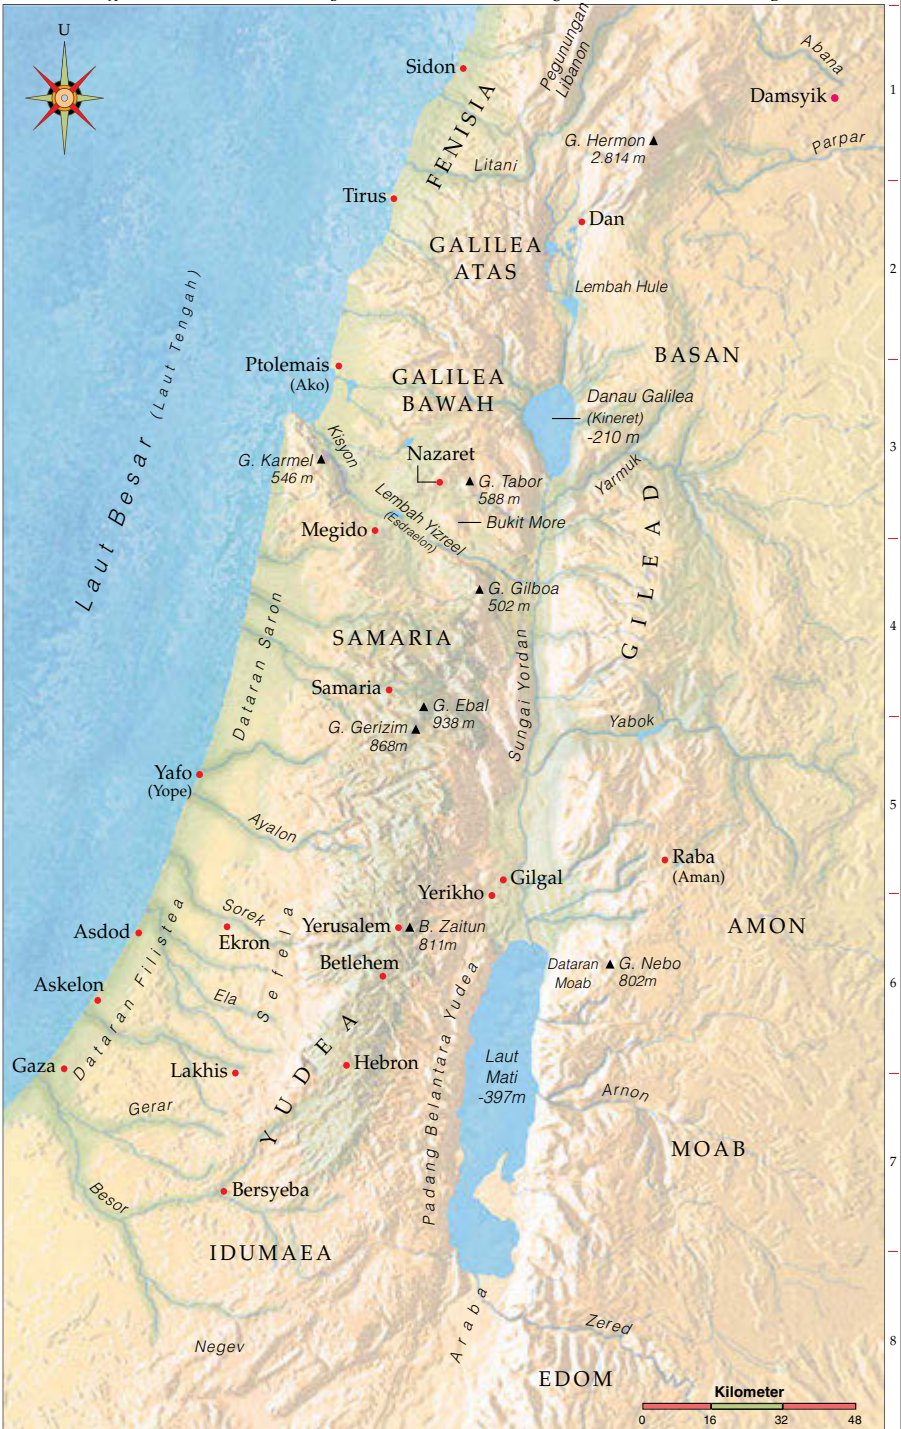 U
Sidon
FENISIA
Pegunungan
Libanon
Abana
Damsyik
1
G. Hermon
2.814 m
Parpar
Litani
Tirus
Dan
GALILEA
ATAS
2
Lembah Hule
Laut Besar (Laut Tengah)
BASAN
Ptolemais
(Ako)
GALILEA
BAWAH
Danau Galilea
(Kineret)
-210 m
3
Kisyon
G. Karmel
546 m
Nazaret
G. Tabor
588 m
Yarmuk
Lembah Yizreel
(Esdraelon)
Bukit More
Megido
GILEAD
G. Gilboa
502 m
4
Dataran Saron
SAMARIA
Sungai Yordan
Samaria
G. Ebal
938 m
G. Gerizim
868m
Yabok
Yafo
(Yope)
5
Ayalon
Raba
(Aman)
Gilgal
Yerikho
Sorek
Asdod
Ekron
Sefela
Yerusalem
B. Zaitun
811m
AMON
Betlehem
Dataran
Moab
G. Nebo
802m
6
Askelon
Dataran Filistea
Ela
YUDEA
Padang Belantara Yudea
Gaza
Lakhis
Hebron
Laut
Mati
-397m
Arnon
Gerar
MOAB
7
Besor
Bersyeba
IDUMAEA
Araba
Zered
Negev
8
EDOM
Kilometer
0 16 32 48